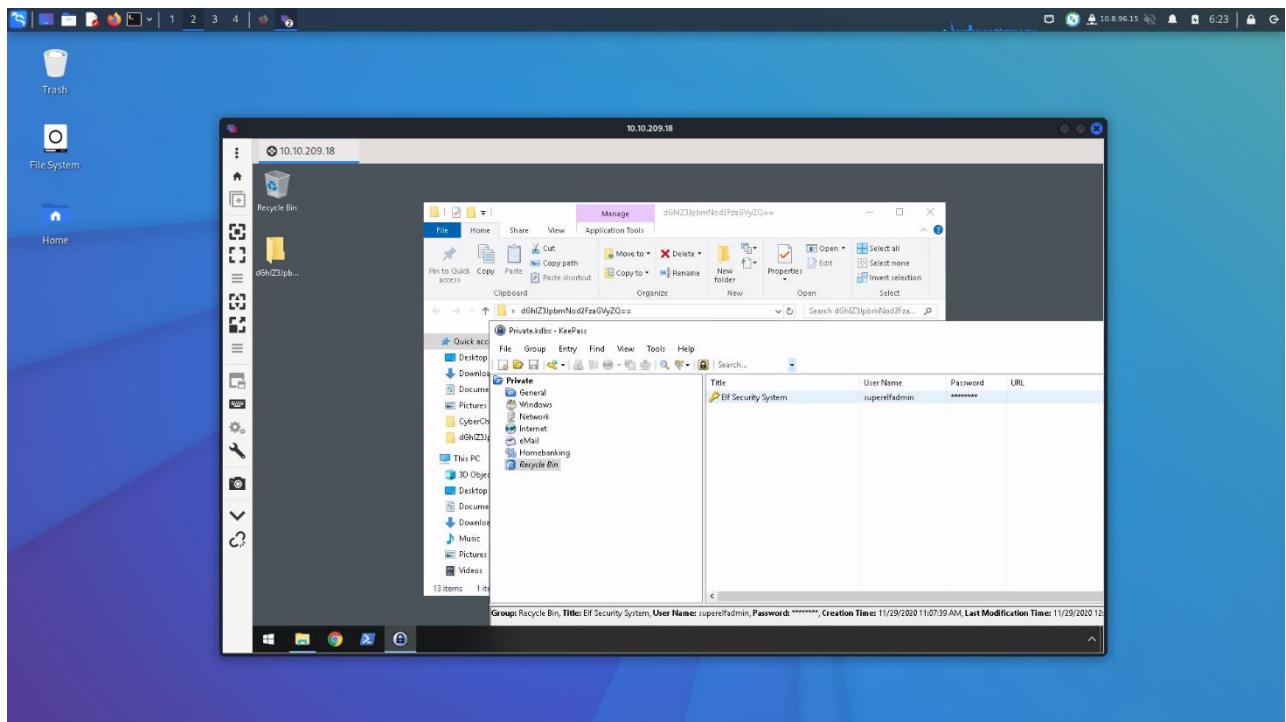 1 2 3 4
10.8.96.15
6:23
Trash
File System
Home
10.10.209.18
10.10.209.18
Recycle Bin
dGhlZ3Jpb...
Manage
File Home Share View Application Tools
Pin to Quick access
Copy
Paste
Cut
Copy path
Paste shortcut
Move to
Copy to
Delete
Rename
New folder
Properties
Open
Edit
Select all
Select none
Invert selection
Clipboard Organize New Open Select
Quick acc
Desktop
Downloa
Docume
Pictures
CyberCh
This PC
3D Objec
Desktop
Docume
Downloa
Music
Pictures
Videos
13 items 1 ite
Private.kdbx - KeePass
File Group Entry Find View Tools Help
Search...
Private
General
Windows
Network
Internet
eMail
Homebanking
Recycle Bin
Title User Name Password URL
Elf Security System superelfadmin ********
Group: Recycle Bin, Title: Elf Security System, User Name: superelfadmin, Password: ********, Creation Time: 11/29/2020 11:07:39 AM, Last Modification Time: 11/29/2020 12: